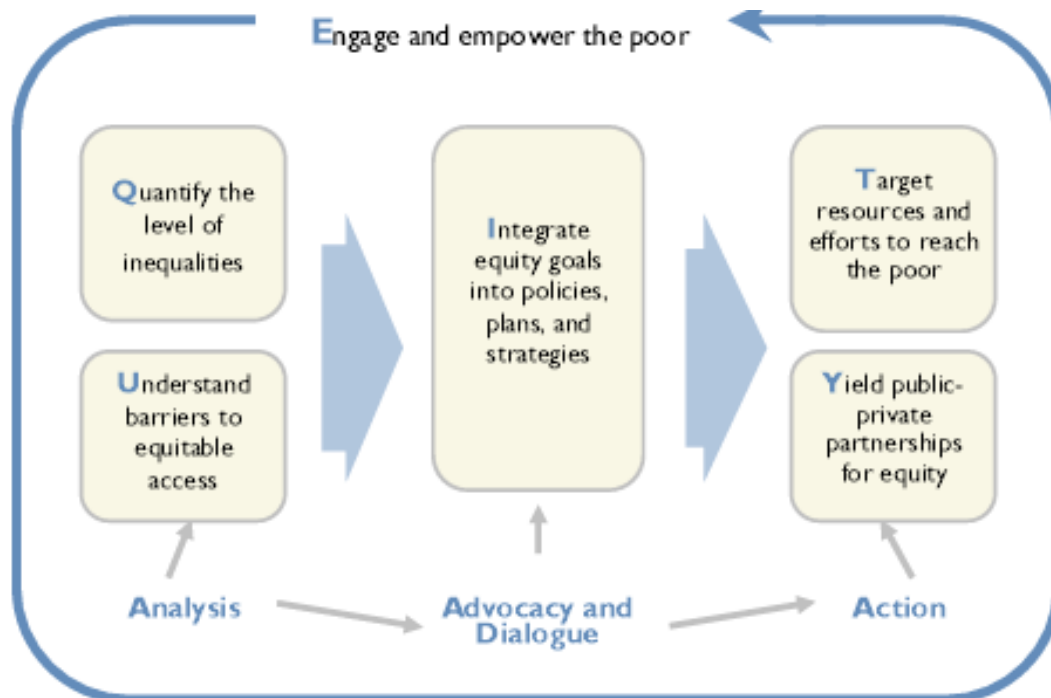 Engage and empower the poor
Quantify the
level of
inequalities
Understand
barriers to
equitable
access
Integrate
equity goals
into policies,
plans, and
strategies
Target
resources and
efforts to reach
the poor
Yield public-
private
partnerships
for equity
Analysis
Advocacy and
Dialogue
Action